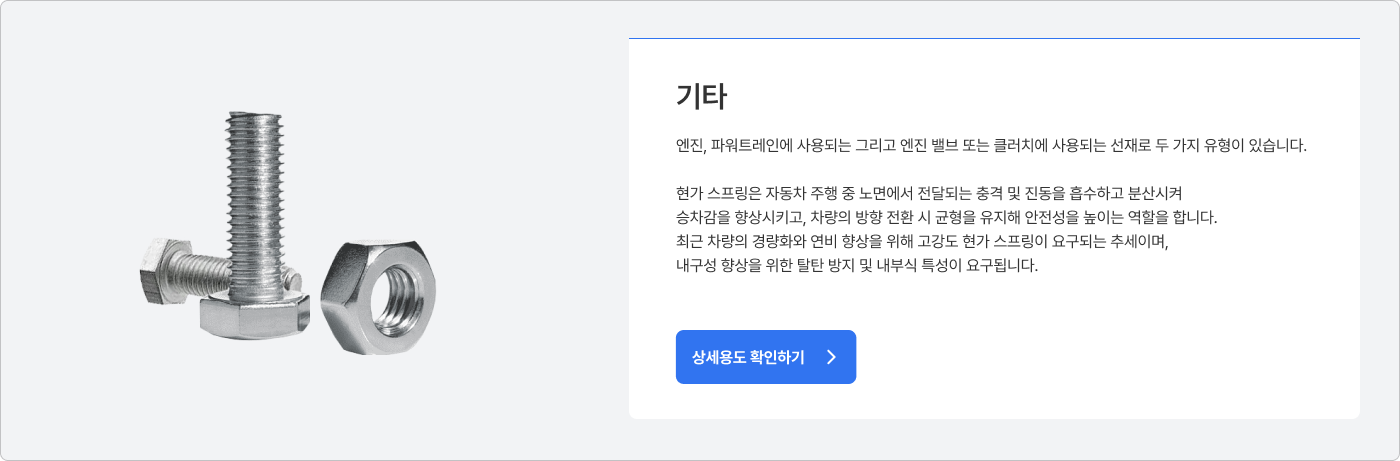 기타
엔진, 파워트레인에 사용되는 그리고 엔진 밸브 또는 클러치에 사용되는 선재로 두 가지 유형이 있습니다.
현가 스프링은 자동차 주행 중 노면에서 전달되는 충격 및 진동을 흡수하고 분산시켜
승차감을 향상시키고, 차량의 방향 전환 시 균형을 유지해 안전성을 높이는 역할을 합니다.
최근 차량의 경량화와 연비 향상을 위해 고강도 현가 스프링이 요구되는 추세이며,
내구성 향상을 위한 탈탄 방지 및 내부식 특성이 요구됩니다.
상세용도 확인하기